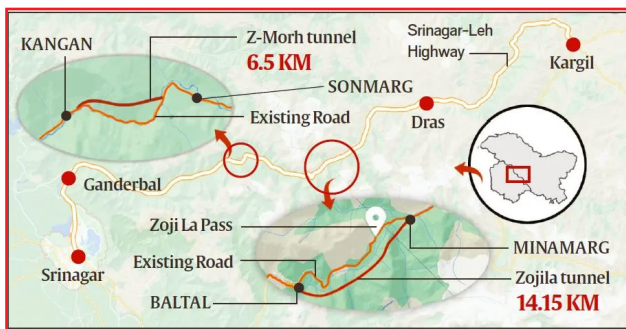 KANGAN
Z-Morh tunnel
6.5 KM
SONMARG
Existing Road
Srinagar-Leh
Highway
Kargil
Dras
Ganderbal
Srinagar
Zoji La Pass
Existing Road
BALTAL
MINAMARG
Zojila tunnel
14.15 KM